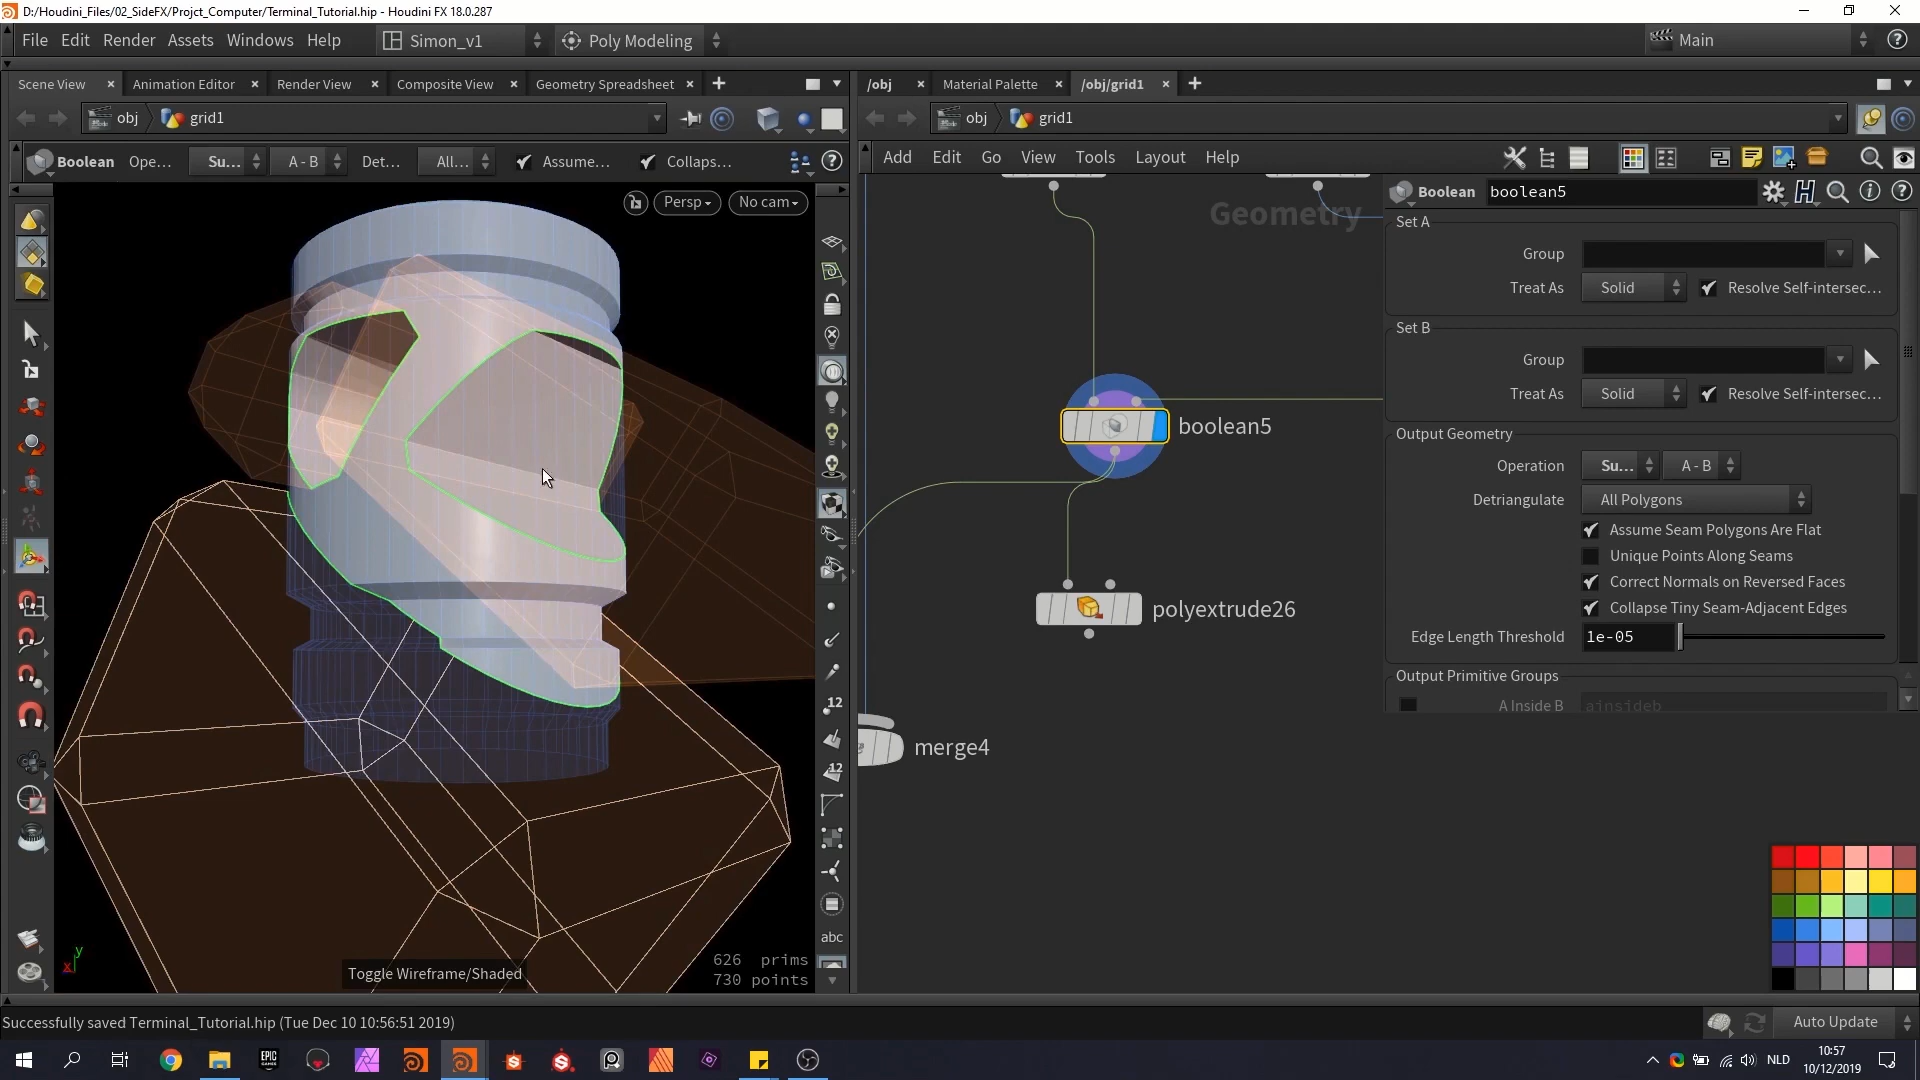 D:/Houdini_Files/02_SideFX/Projct_Computer/Terminal_Tutorial.hip - Houdini FX 18.0.287
File Edit Render Assets Windows Help Simon_v1 Poly Modeling Main
Scene View Animation Editor Render View Composite View Geometry Spreadsheet
/obj Material Palette /obj/grid1
obj grid1
obj grid1
Boolean Ope... Su... A - B Det... All... Assume... Collaps...
Add Edit Go View Tools Layout Help
Persp No cam
Geometry
Boolean boolean5
Set A
Group
Treat As Solid Resolve Self-intersec...
Set B
Group
Treat As Solid Resolve Self-intersec...
Output Geometry
Operation Su... A - B
Detriangulate All Polygons
Assume Seam Polygons Are Flat
Unique Points Along Seams
Correct Normals on Reversed Faces
Collapse Tiny Seam-Adjacent Edges
Edge Length Threshold 1e-05
Output Primitive Groups
A Inside B ainsideb
boolean5
polyextrude26
merge4
12
12
abc
626 prims
730 points
y
x
Toggle Wireframe/Shaded
Successfully saved Terminal_Tutorial.hip (Tue Dec 10 10:56:51 2019)
Auto Update
EPIC GAMES
NLD
10:57
10/12/2019